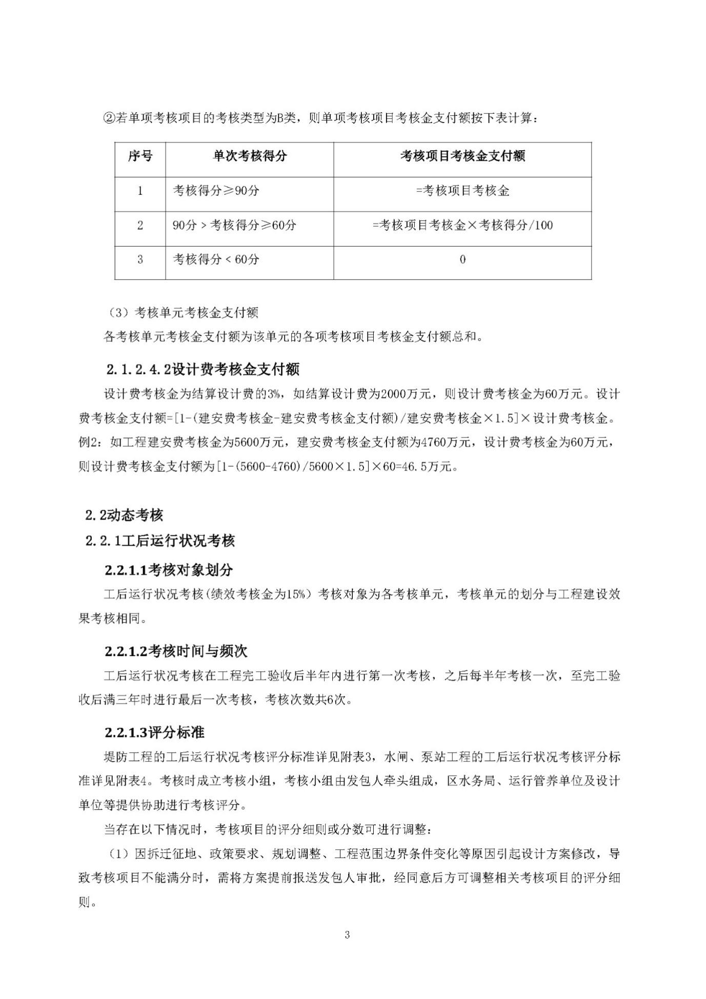 ②若单项考核项目的考核类型为B类，则单项考核项目考核金支付额按下表计算：
序号 单次考核得分 考核项目考核金支付额
1 考核得分≥90分 =考核项目考核金
2 90分＞考核得分≥60分 =考核项目考核金×考核得分/100
3 考核得分＜60分 0
（3）考核单元考核金支付额
各考核单元考核金支付额为该单元的各项考核项目考核金支付额总和。
2.1.2.4.2设计费考核金支付额
设计费考核金为结算设计费的3%，如结算设计费为2000万元，则设计费考核金为60万元。设计
费考核金支付额=[1-(建安费考核金-建安费考核金支付额)/建安费考核金×1.5]×设计费考核金。
例2：如工程建安费考核金为5600万元，建安费考核金支付额为4760万元，设计费考核金为60万元，
则设计费考核金支付额为[1-(5600-4760)/5600×1.5]×60=46.5万元。
2.2动态考核
2.2.1工后运行状况考核
2.2.1.1考核对象划分
工后运行状况考核(绩效考核金为15%）考核对象为各考核单元，考核单元的划分与工程建设效
果考核相同。
2.2.1.2考核时间与频次
工后运行状况考核在工程完工验收后半年内进行第一次考核，之后每半年考核一次，至完工验
收后满三年时进行最后一次考核，考核次数共6次。
2.2.1.3评分标准
堤防工程的工后运行状况考核评分标准详见附表3，水闸、泵站工程的工后运行状况考核评分标
准详见附表4。考核时成立考核小组，考核小组由发包人牵头组成，区水务局、运行管养单位及设计
单位等提供协助进行考核评分。
当存在以下情况时，考核项目的评分细则或分数可进行调整：
（1）因拆迁征地、政策要求、规划调整、工程范围边界条件变化等原因引起设计方案修改，导
致考核项目不能满分时，需将方案提前报送发包人审批，经同意后方可调整相关考核项目的评分细
则。
3